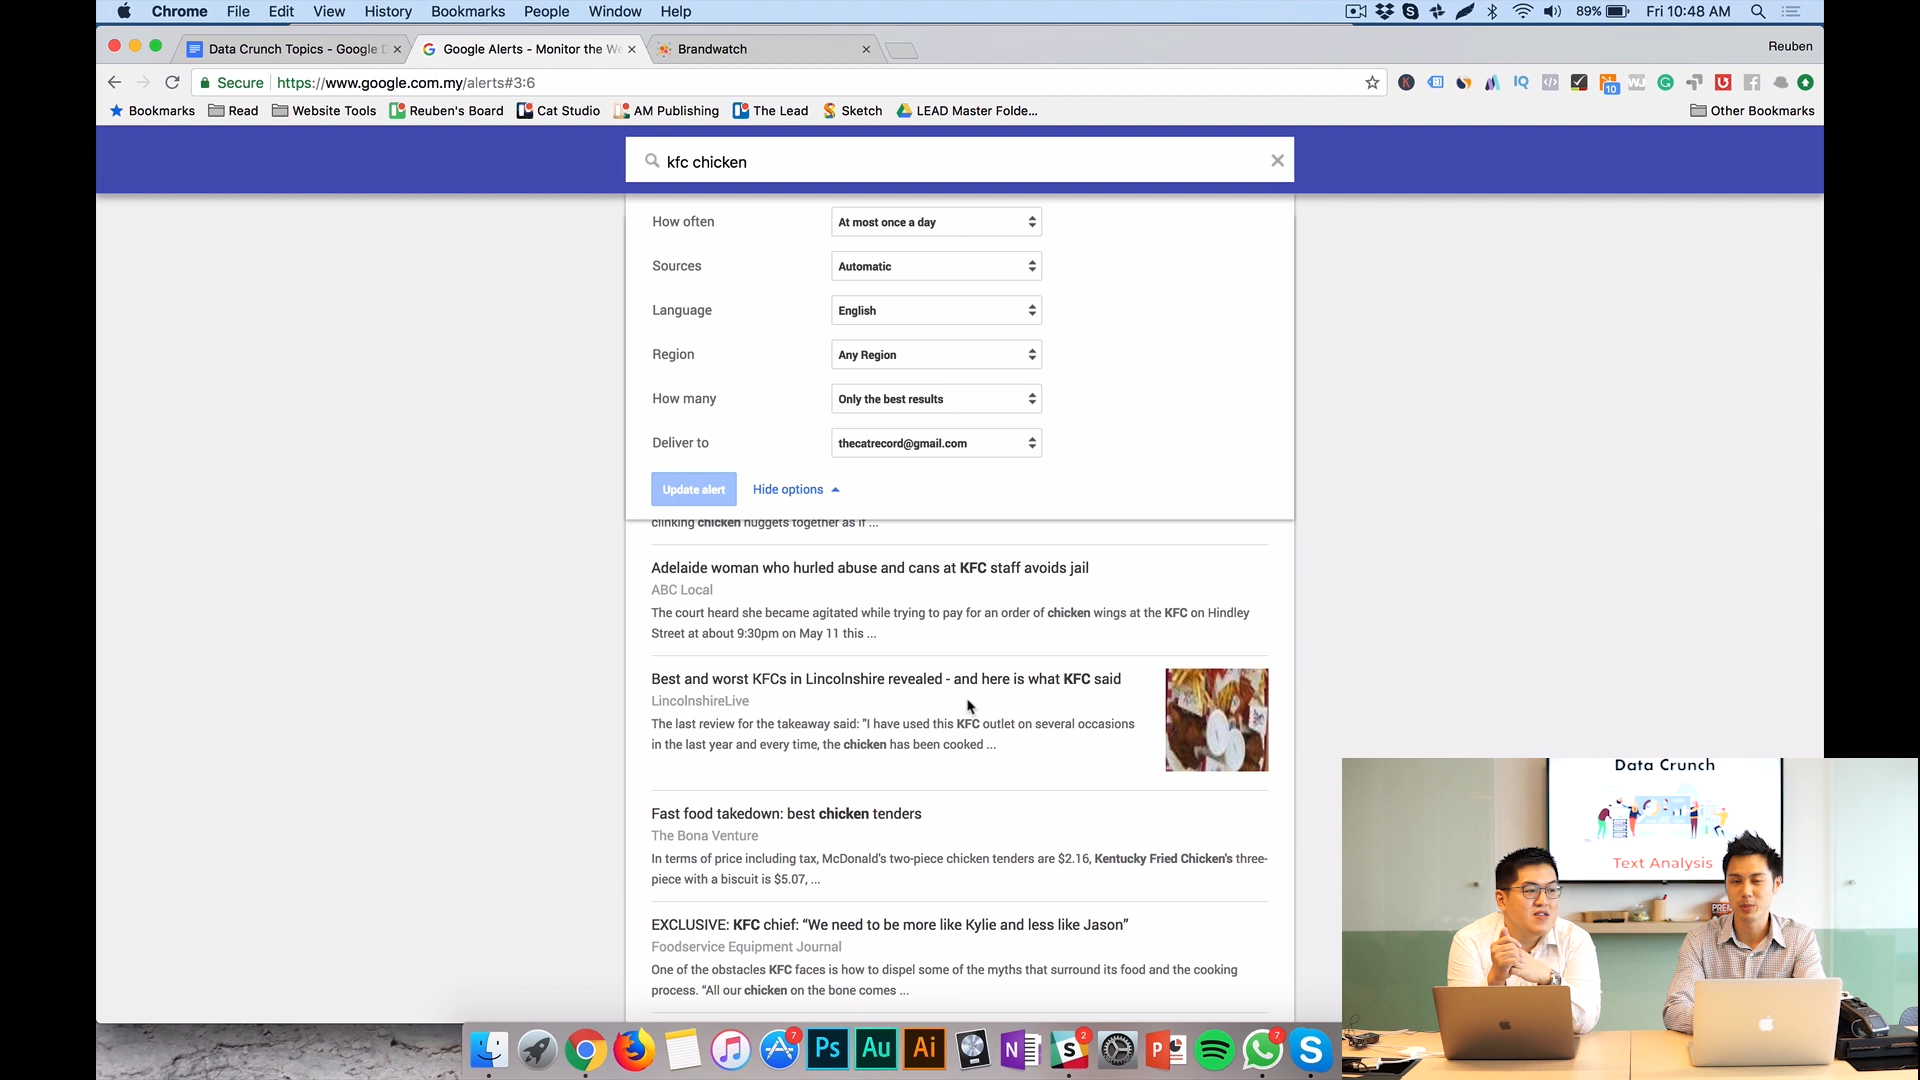 Chrome File Edit View History Bookmarks People Window Help 89% Fri 10:48 AM
Data Crunch Topics - Google D Google Alerts - Monitor the We Brandwatch Reuben
Secure https://www.google.com.my/alerts#3:6
Bookmarks Read Website Tools Reuben's Board Cat Studio AM Publishing The Lead Sketch LEAD Master Folde... Other Bookmarks
kfc chicken
How often At most once a day
Sources Automatic
Language English
Region Any Region
How many Only the best results
Deliver to thecatrecord@gmail.com
Update alert Hide options
clinking chicken nuggets together as if ...
Adelaide woman who hurled abuse and cans at KFC staff avoids jail
ABC Local
The court heard she became agitated while trying to pay for an order of chicken wings at the KFC on Hindley
Street at about 9:30pm on May 11 this ...
Best and worst KFCs in Lincolnshire revealed - and here is what KFC said
LincolnshireLive
The last review for the takeaway said: "I have used this KFC outlet on several occasions
in the last year and every time, the chicken has been cooked ...
Fast food takedown: best chicken tenders
The Bona Venture
In terms of price including tax, McDonald's two-piece chicken tenders are $2.16, Kentucky Fried Chicken's three-
piece with a biscuit is $5.07, ...
EXCLUSIVE: KFC chief: “We need to be more like Kylie and less like Jason”
Foodservice Equipment Journal
One of the obstacles KFC faces is how to dispel some of the myths that surround its food and the cooking
process. “All our chicken on the bone comes ...
Data Crunch
Text Analysis
7 Ps Au Ai N S 2 P 7 S